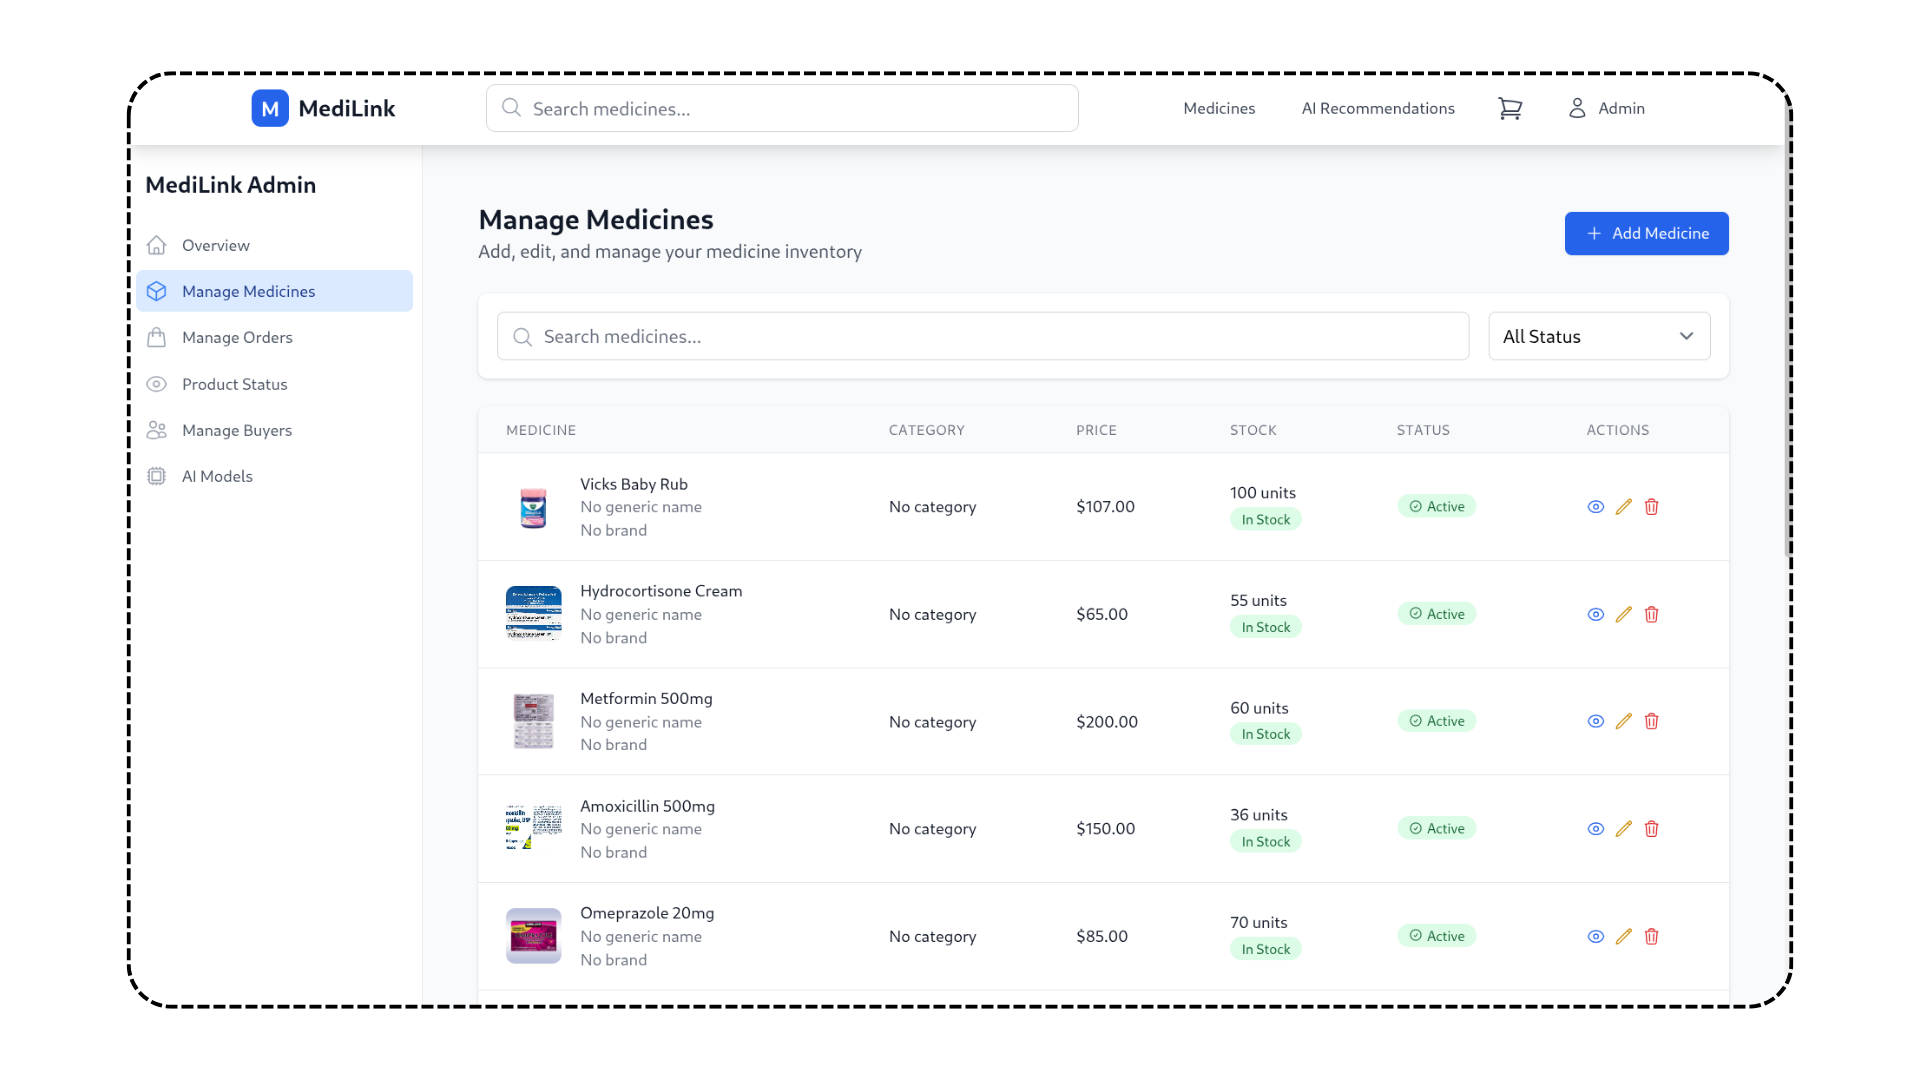 M MediLink
Search medicines...
Medicines
AI Recommendations
Admin
MediLink Admin
Overview
Manage Medicines
Manage Orders
Product Status
Manage Buyers
AI Models
Manage Medicines
Add, edit, and manage your medicine inventory
Add Medicine
Search medicines...
All Status
MEDICINE CATEGORY PRICE STOCK STATUS ACTIONS
Vicks Baby Rub
No generic name
No brand
No category
$107.00
100 units
In Stock
Active
Hydrocortisone Cream
No generic name
No brand
No category
$65.00
55 units
In Stock
Active
Metformin 500mg
No generic name
No brand
No category
$200.00
60 units
In Stock
Active
Amoxicillin 500mg
No generic name
No brand
No category
$150.00
36 units
In Stock
Active
Omeprazole 20mg
No generic name
No brand
No category
$85.00
70 units
In Stock
Active